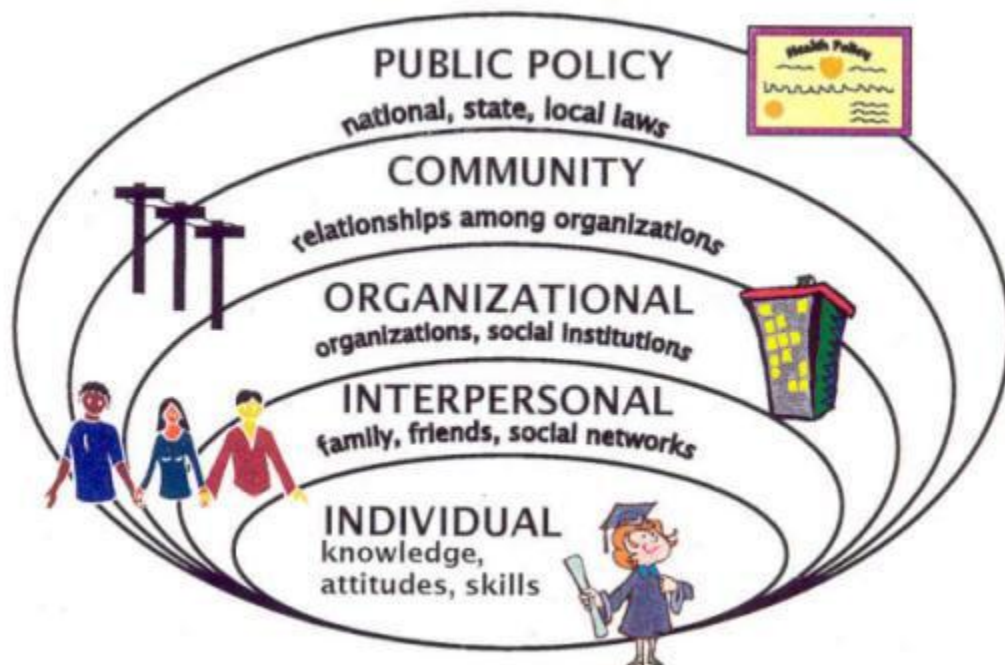 Health Policy
PUBLIC POLICY
national, state, local laws
COMMUNITY
relationships among organizations
ORGANIZATIONAL
organizations, social institutions
INTERPERSONAL
family, friends, social networks
INDIVIDUAL
knowledge,
attitudes, skills